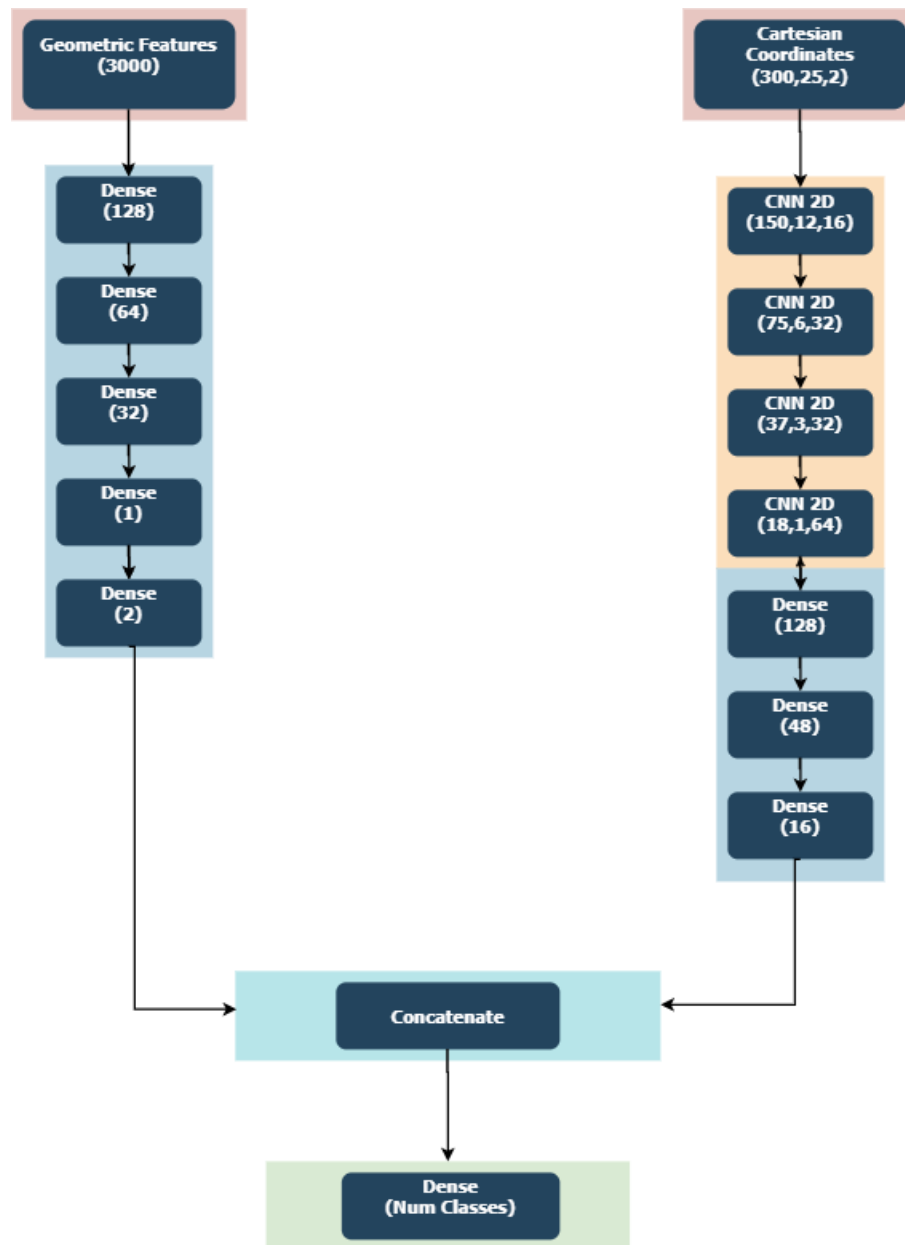 Geometric Features
(3000)
Dense
(128)
Dense
(64)
Dense
(32)
Dense
(1)
Dense
(2)
Cartesian
Coordinates
(300,25,2)
CNN 2D
(150,12,16)
CNN 2D
(75,6,32)
CNN 2D
(37,3,32)
CNN 2D
(18,1,64)
Dense
(128)
Dense
(48)
Dense
(16)
Concatenate
Dense
(Num Classes)